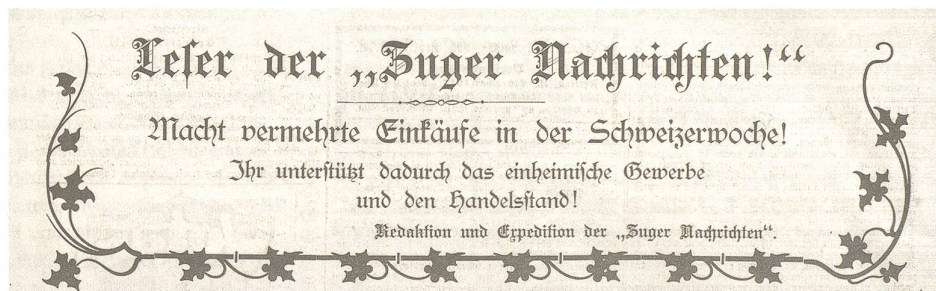 Leser der „Zuger Nachrichten!“
Macht vermehrte Einkäufe in der Schweizerwoche!
Ihr unterstützt dadurch das einheimische Gewerbe
und den Handelsstand!
Redaktion und Expedition der „Zuger Nachrichten“.